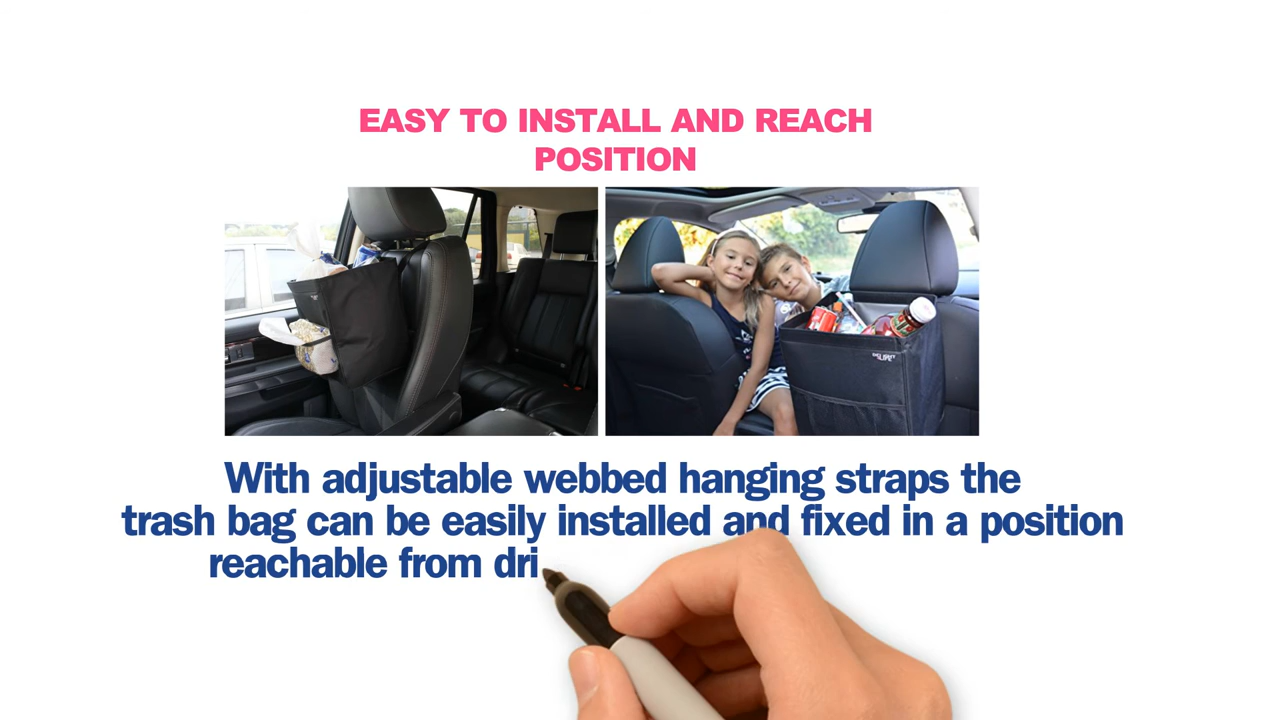 EASY TO INSTALL AND REACH
POSITION
With adjustable webbed hanging straps the
trash bag can be easily installed and fixed in a position
reachable from dri